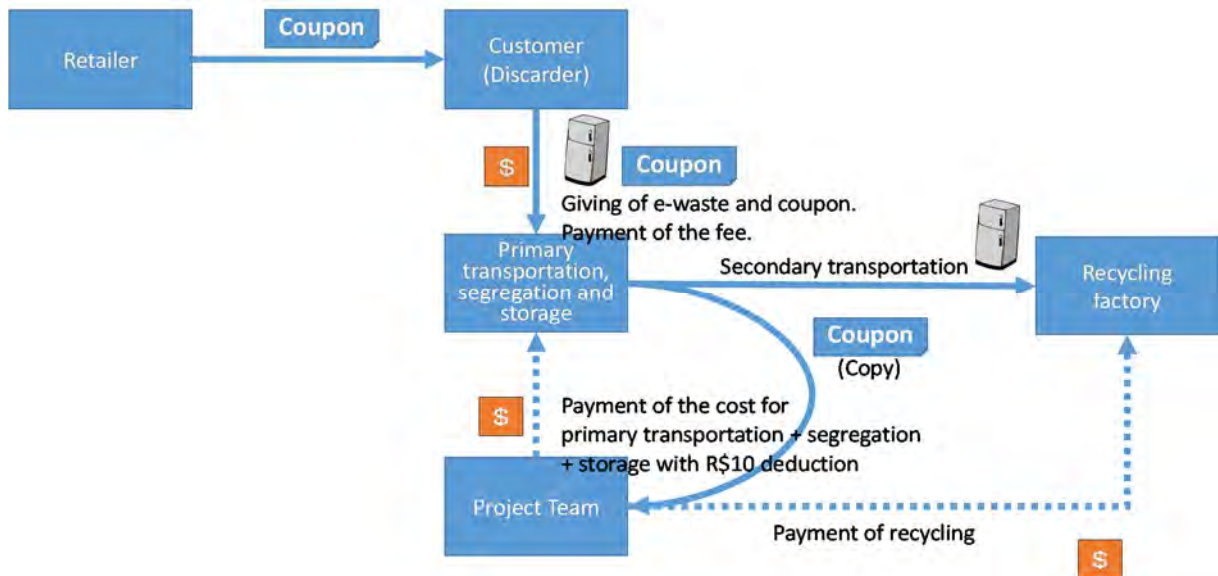 Retailer
Coupon
Customer
(Discarder)
$
Coupon
Giving of e-waste and coupon.
Payment of the fee.
Primary
transportation,
segregation and
storage
Secondary transportation
Recycling
factory
Coupon
(Copy)
$
Payment of the cost for
primary transportation + segregation
+ storage with R$10 deduction
Project Team
Payment of recycling
$